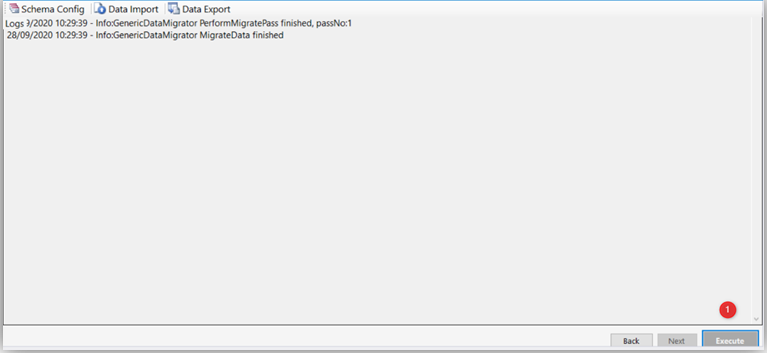 Schema Config Data Import Data Export
Logs 9/2020 10:29:39 - Info:GenericDataMigrator PerformMigratePass finished, passNo:1
28/09/2020 10:29:39 - Info:GenericDataMigrator MigrateData finished
1
Back Next Execute